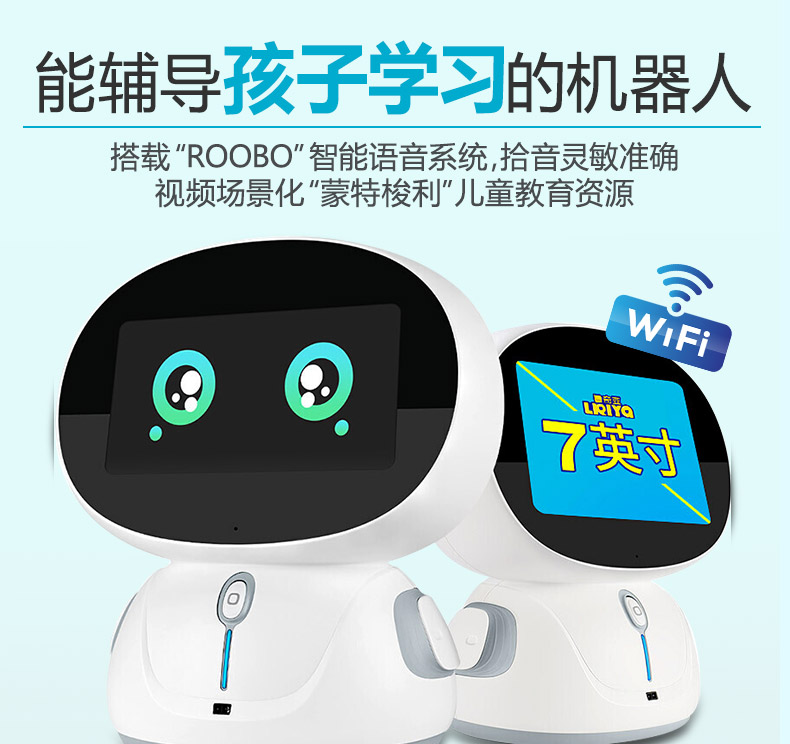 能辅导孩子学习的机器人
搭载“ROOBO”智能语音系统,拾音灵敏准确
视频场景化“蒙特梭利”儿童教育资源
WiFi
LRIYQ
7英寸